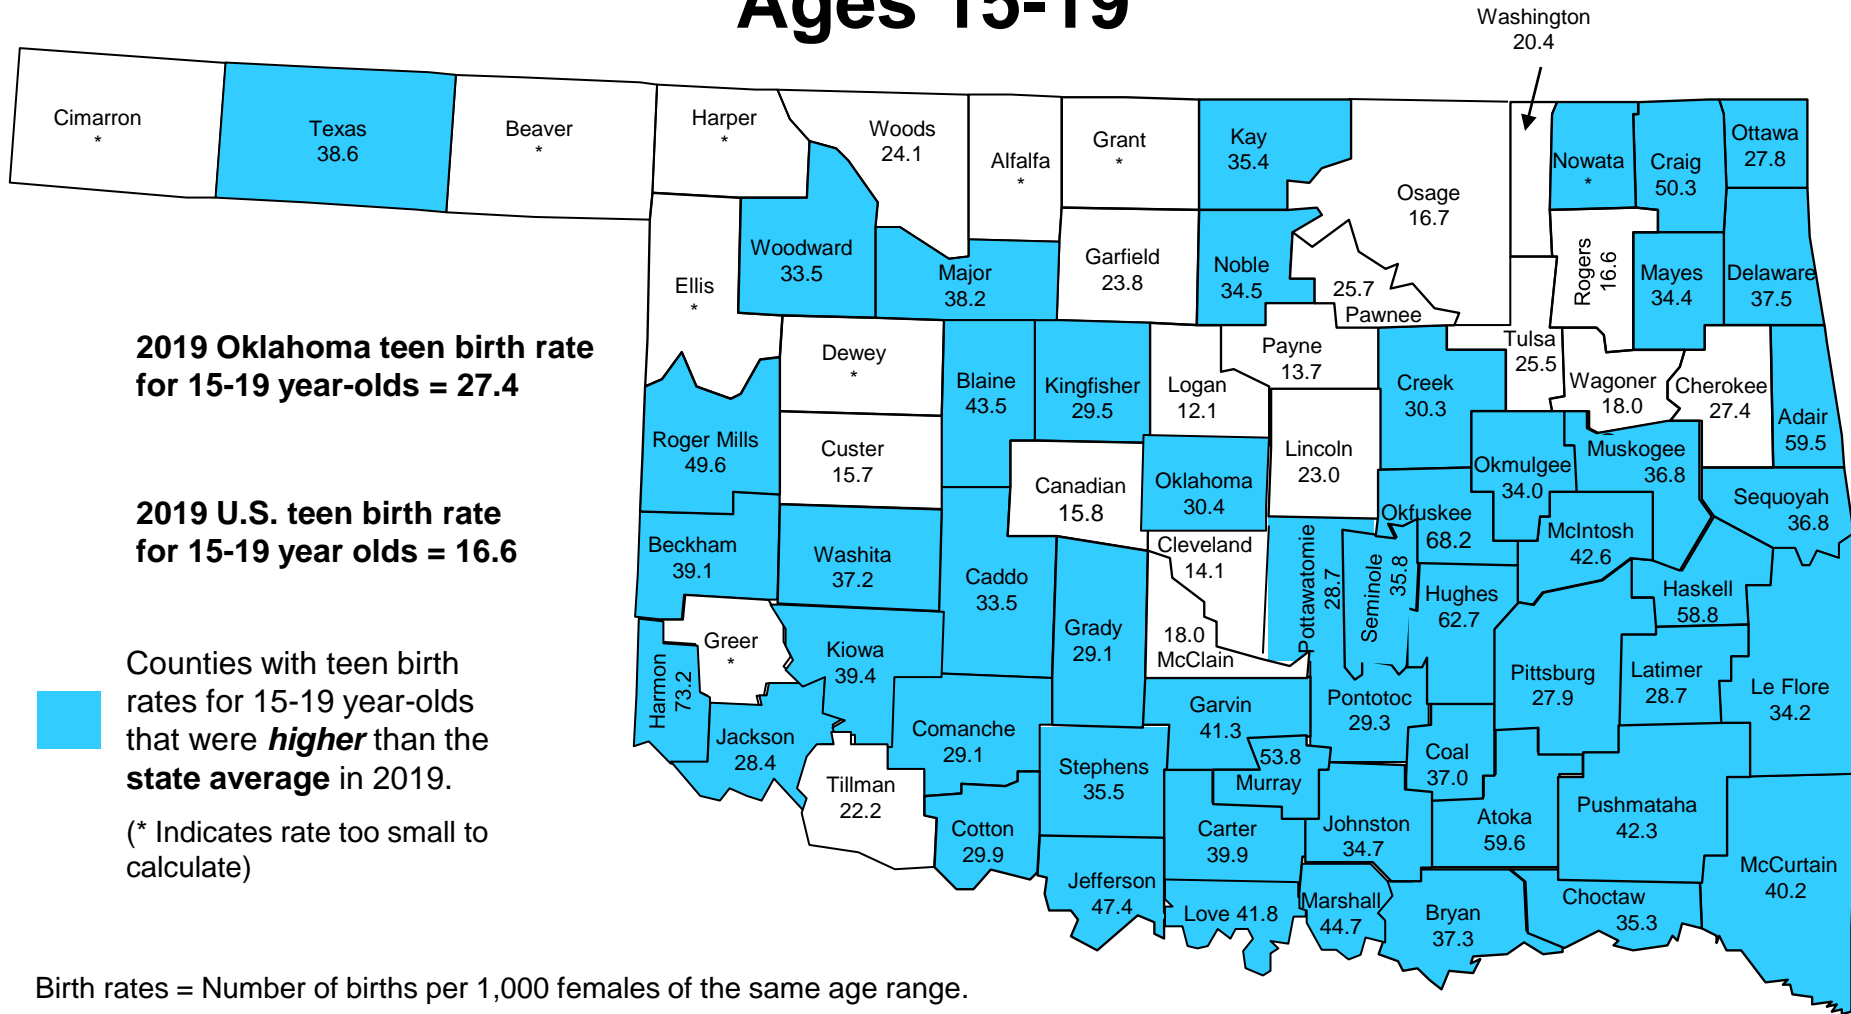 Ages 15-19
Washington
20.4
Cimarron
*
Texas
38.6
Beaver
*
Harper
*
Woods
24.1
Alfalfa
*
Grant
*
Kay
35.4
Osage
16.7
Nowata
*
Craig
50.3
Ottawa
27.8
Ellis
*
Woodward
33.5
Major
38.2
Garfield
23.8
Noble
34.5
25.7
Pawnee
Rogers
16.6
Mayes
34.4
Delaware
37.5
2019 Oklahoma teen birth rate
for 15-19 year-olds = 27.4
Dewey
*
Blaine
43.5
Kingfisher
29.5
Logan
12.1
Payne
13.7
Creek
30.3
Tulsa
25.5
Wagoner
18.0
Cherokee
27.4
Adair
59.5
Roger Mills
49.6
Custer
15.7
Canadian
15.8
Oklahoma
30.4
Lincoln
23.0
Okmulgee
34.0
Muskogee
36.8
Sequoyah
36.8
2019 U.S. teen birth rate
for 15-19 year olds = 16.6
Beckham
39.1
Washita
37.2
Caddo
33.5
Grady
29.1
Cleveland
14.1
18.0
McClain
Pottawatomie
28.7
Seminole
35.8
Okfuskee
68.2
Hughes
62.7
McIntosh
42.6
Haskell
58.8
Counties with teen birth
rates for 15-19 year-olds
that were higher than the
state average in 2019.
(* Indicates rate too small to
calculate)
Harmon
73.2
Greer
*
Kiowa
39.4
Jackson
28.4
Tillman
22.2
Comanche
29.1
Cotton
29.9
Stephens
35.5
Jefferson
47.4
Garvin
41.3
53.8
Murray
Carter
39.9
Love 41.8
Pontotoc
29.3
Johnston
34.7
Marshall
44.7
Coal
37.0
Atoka
59.6
Bryan
37.3
Pittsburg
27.9
Latimer
28.7
Le Flore
34.2
Pushmataha
42.3
Choctaw
35.3
McCurtain
40.2
Birth rates = Number of births per 1,000 females of the same age range.